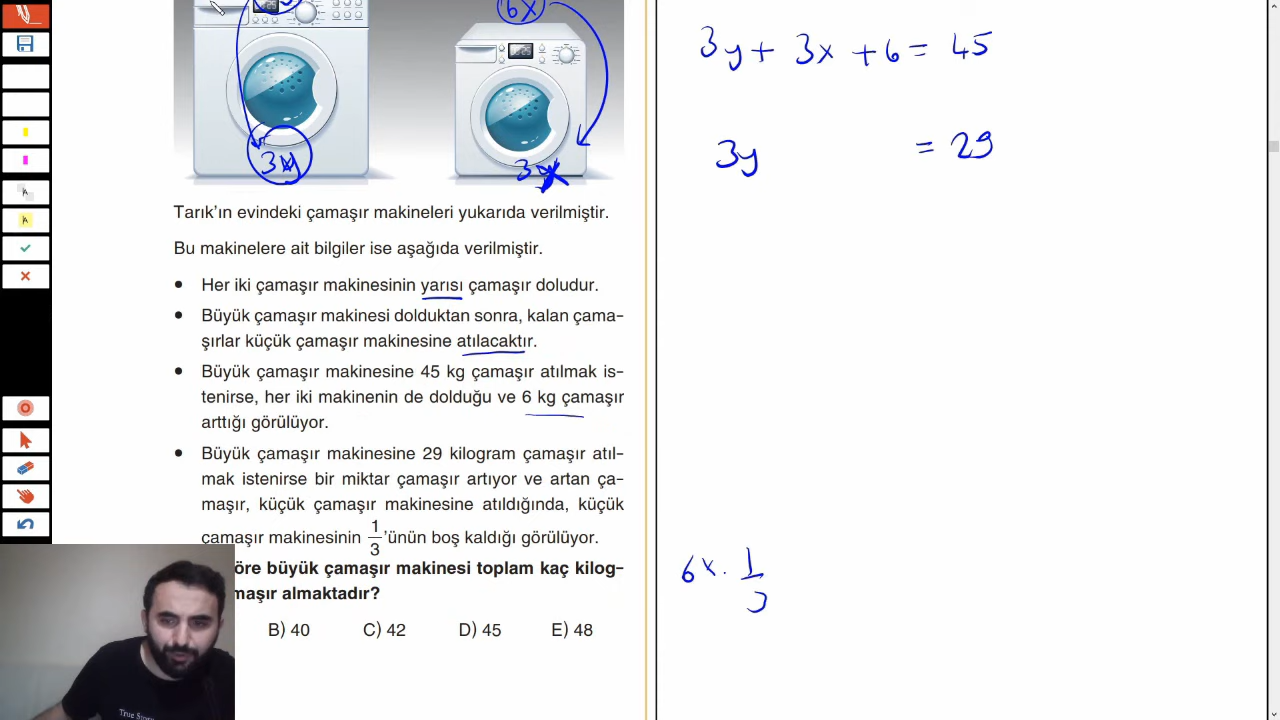 6x
3y + 3x + 6 = 45
3y = 29
3y
3x
Tarık’ın evindeki çamaşır makineleri yukarıda verilmiştir.
Bu makinelere ait bilgiler ise aşağıda verilmiştir.
• Her iki çamaşır makinesinin yarısı çamaşır doludur.
• Büyük çamaşır makinesi dolduktan sonra, kalan çama-
şırlar küçük çamaşır makinesine atılacaktır.
• Büyük çamaşır makinesine 45 kg çamaşır atılmak is-
tenirse, her iki makinenin de dolduğu ve 6 kg çamaşır
arttığı görülüyor.
• Büyük çamaşır makinesine 29 kilogram çamaşır atıl-
mak istenirse bir miktar çamaşır artıyor ve artan ça-
maşır, küçük çamaşır makinesine atıldığında, küçük
çamaşır makinesinin 1/3’ünün boş kaldığı görülüyor.
öre büyük çamaşır makinesi toplam kaç kilog-
maşır almaktadır?
B) 40 C) 42 D) 45 E) 48
6x . 1/3